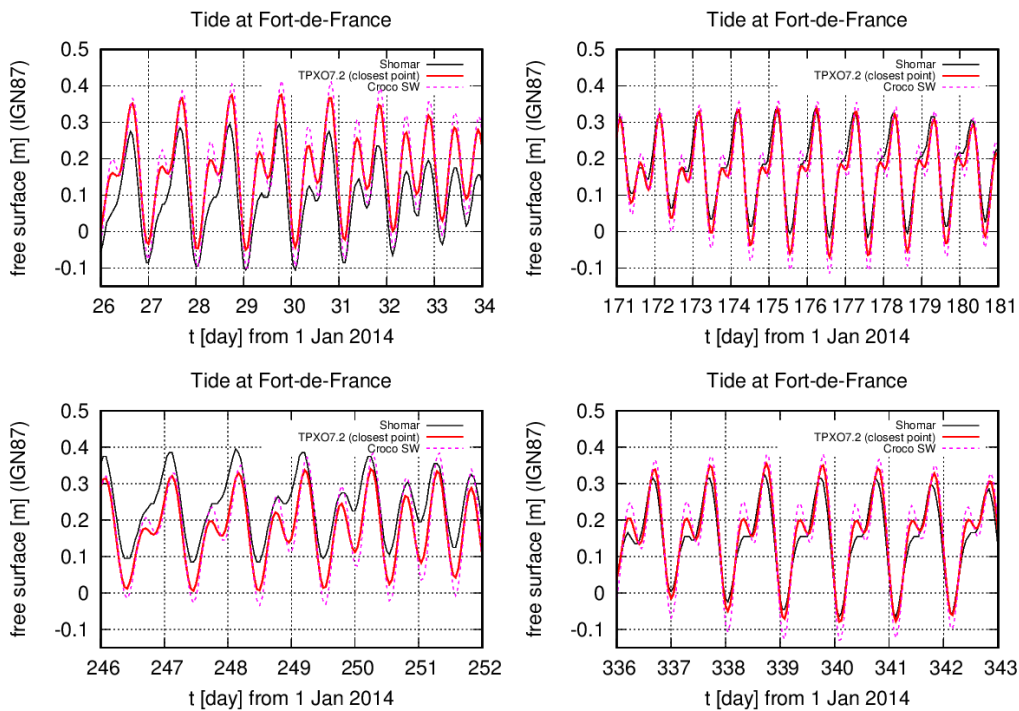 Tide at Fort-de-France
free surface [m] (IGN87)
0.5
0.4
0.3
0.2
0.1
0
-0.1
Shomar
TPXO7.2 (closest point)
Croco SW
26 27 28 29 30 31 32 33 34
t [day] from 1 Jan 2014
Tide at Fort-de-France
free surface [m] (IGN87)
0.5
0.4
0.3
0.2
0.1
0
-0.1
Shomar
TPXO7.2 (closest point)
Croco SW
171 172 173 174 175 176 177 178 179 180 181
t [day] from 1 Jan 2014
Tide at Fort-de-France
free surface [m] (IGN87)
0.5
0.4
0.3
0.2
0.1
0
-0.1
Shomar
TPXO7.2 (closest point)
Croco SW
246 247 248 249 250 251 252
t [day] from 1 Jan 2014
Tide at Fort-de-France
free surface [m] (IGN87)
0.5
0.4
0.3
0.2
0.1
0
-0.1
Shomar
TPXO7.2 (closest point)
Croco SW
336 337 338 339 340 341 342 343
t [day] from 1 Jan 2014